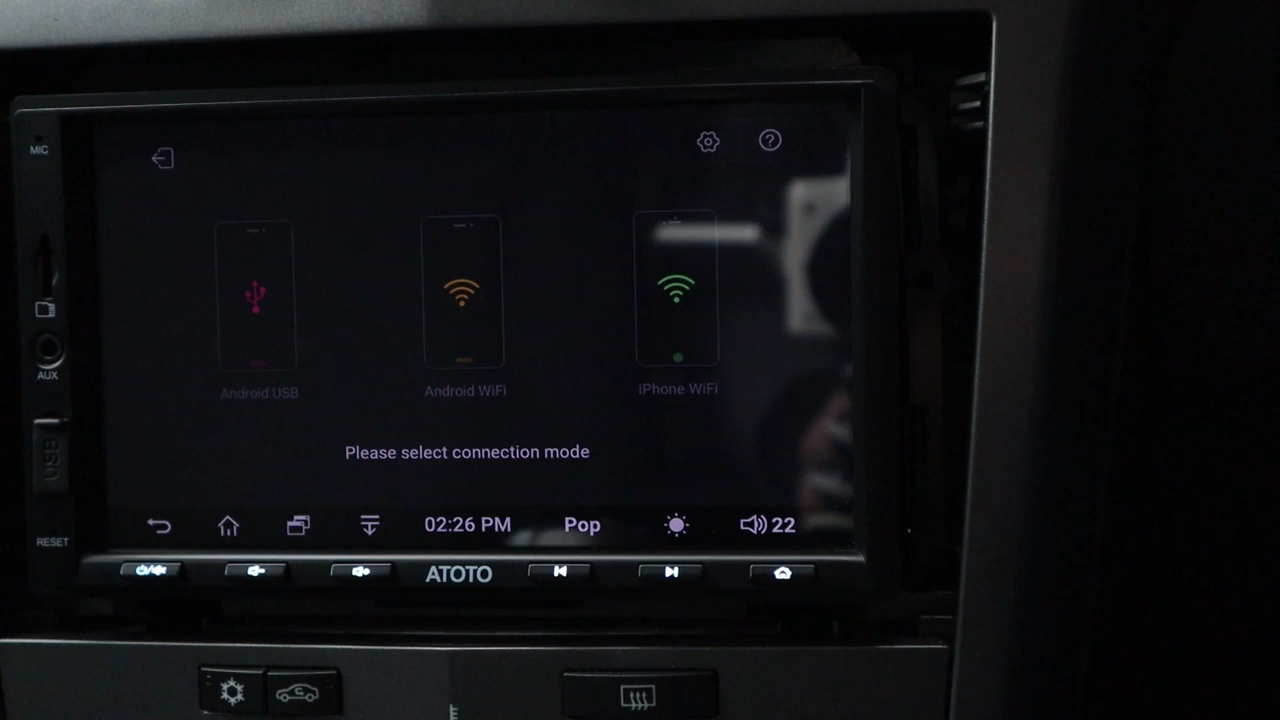 MIC
AUX
USB
RESET
Android USB
Android WiFi
iPhone WiFi
Please select connection mode
02:26 PM
Pop
22
ATOTO